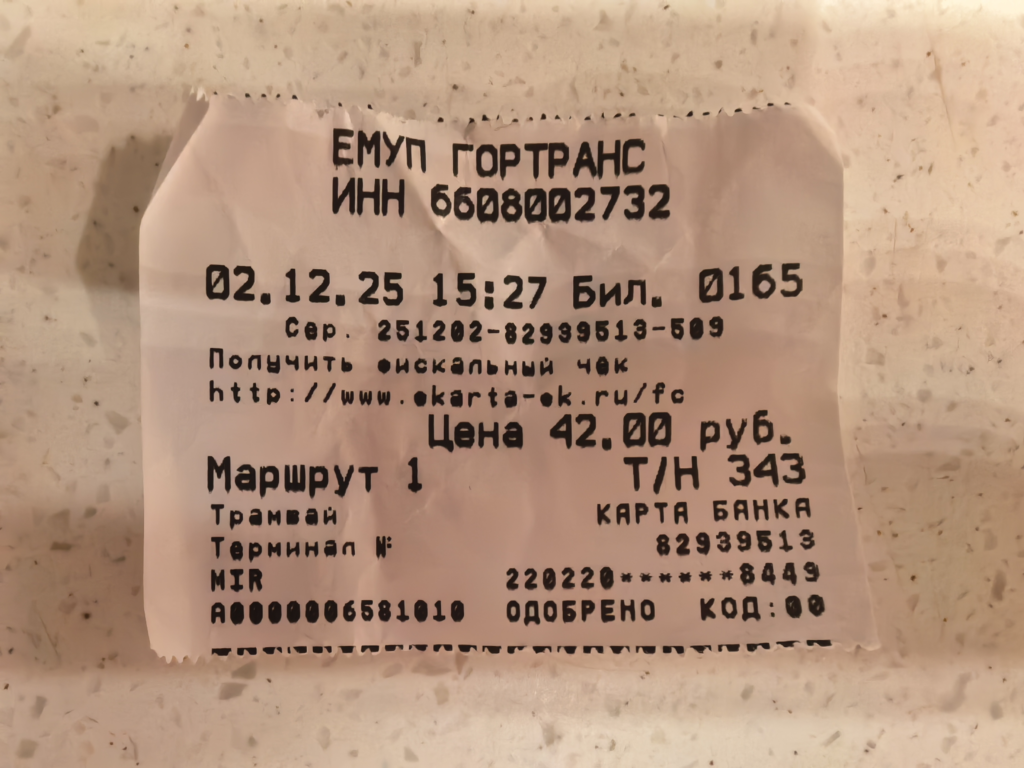 ЕМУП ГОРТРАНС
ИНН 6608002732
02.12.25 15:27 Бил. 0165
Сер. 251202-82939513-509
Получить фискальный чек
http://www.ekarta-ek.ru/fc
Цена 42.00 руб.
Маршрут 1 Т/Н 343
Трамвай КАРТА БАНКА
Терминал №: 82939513
MIR 220220******8449
A0000006581010 ОДОБРЕНО КОД:00